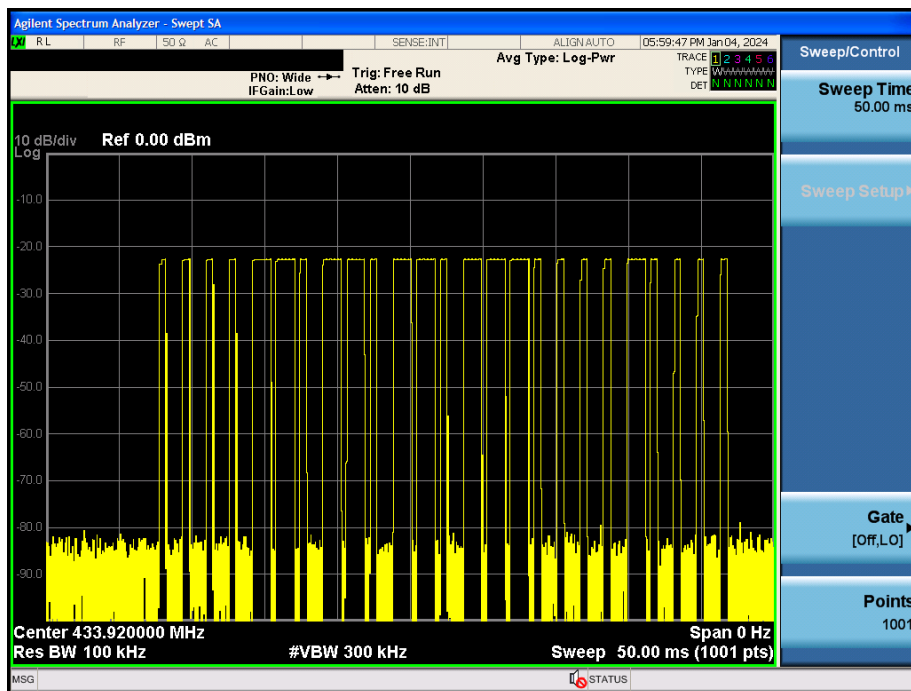 Agilent Spectrum Analyzer - Swept SA
LXI RL RF 50 Ω AC SENSE:INT ALIGN AUTO 05:59:47 PM Jan 04, 2024
Sweep/Control
Avg Type: Log-Pwr TRACE 1 2 3 4 5 6
PNO: Wide Trig: Free Run TYPE W
IFGain:Low Atten: 10 dB DET N N N N N N
Sweep Time
50.00 ms
10 dB/div Ref 0.00 dBm
Log
-10.0
Sweep Setup
-20.0
-30.0
-40.0
-50.0
-60.0
-70.0
-80.0
Gate
[Off,LO]
-90.0
Points
1001
Center 433.920000 MHz Span 0 Hz
Res BW 100 kHz #VBW 300 kHz Sweep 50.00 ms (1001 pts)
MSG STATUS